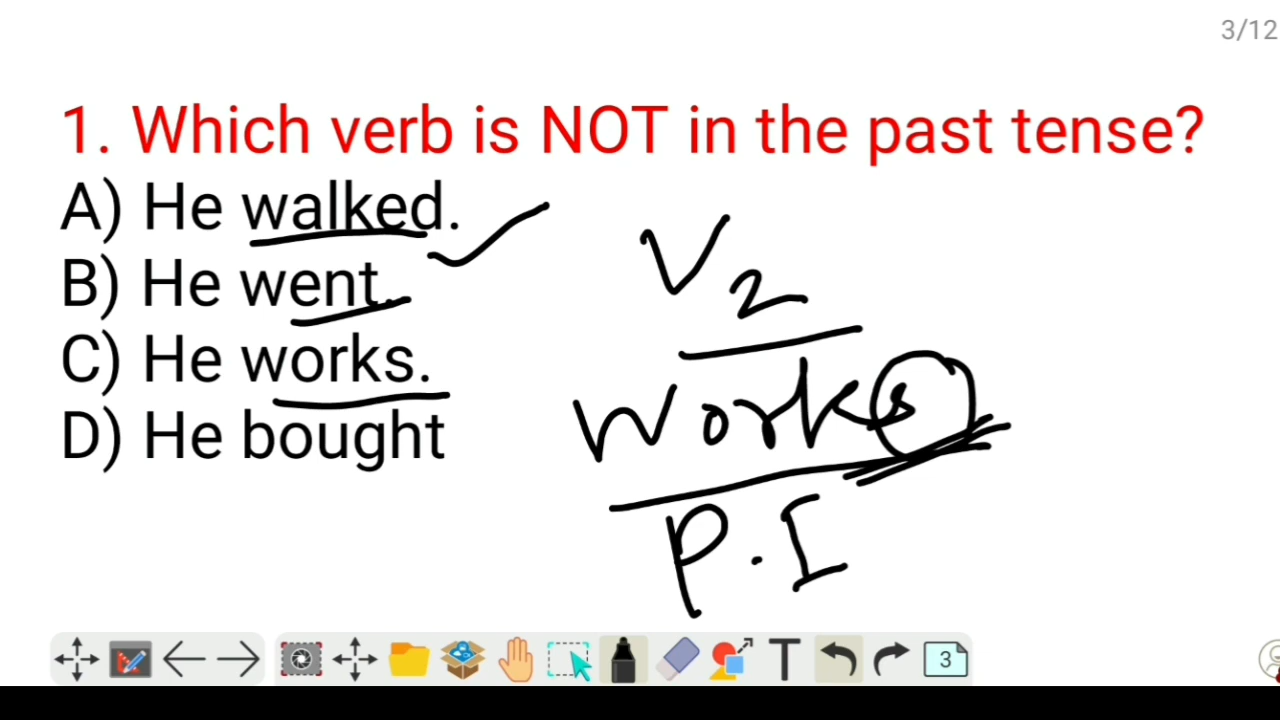 3/12
1. Which verb is NOT in the past tense?
A) He walked.
B) He went.
C) He works.
D) He bought
V2
Works
P.I
3